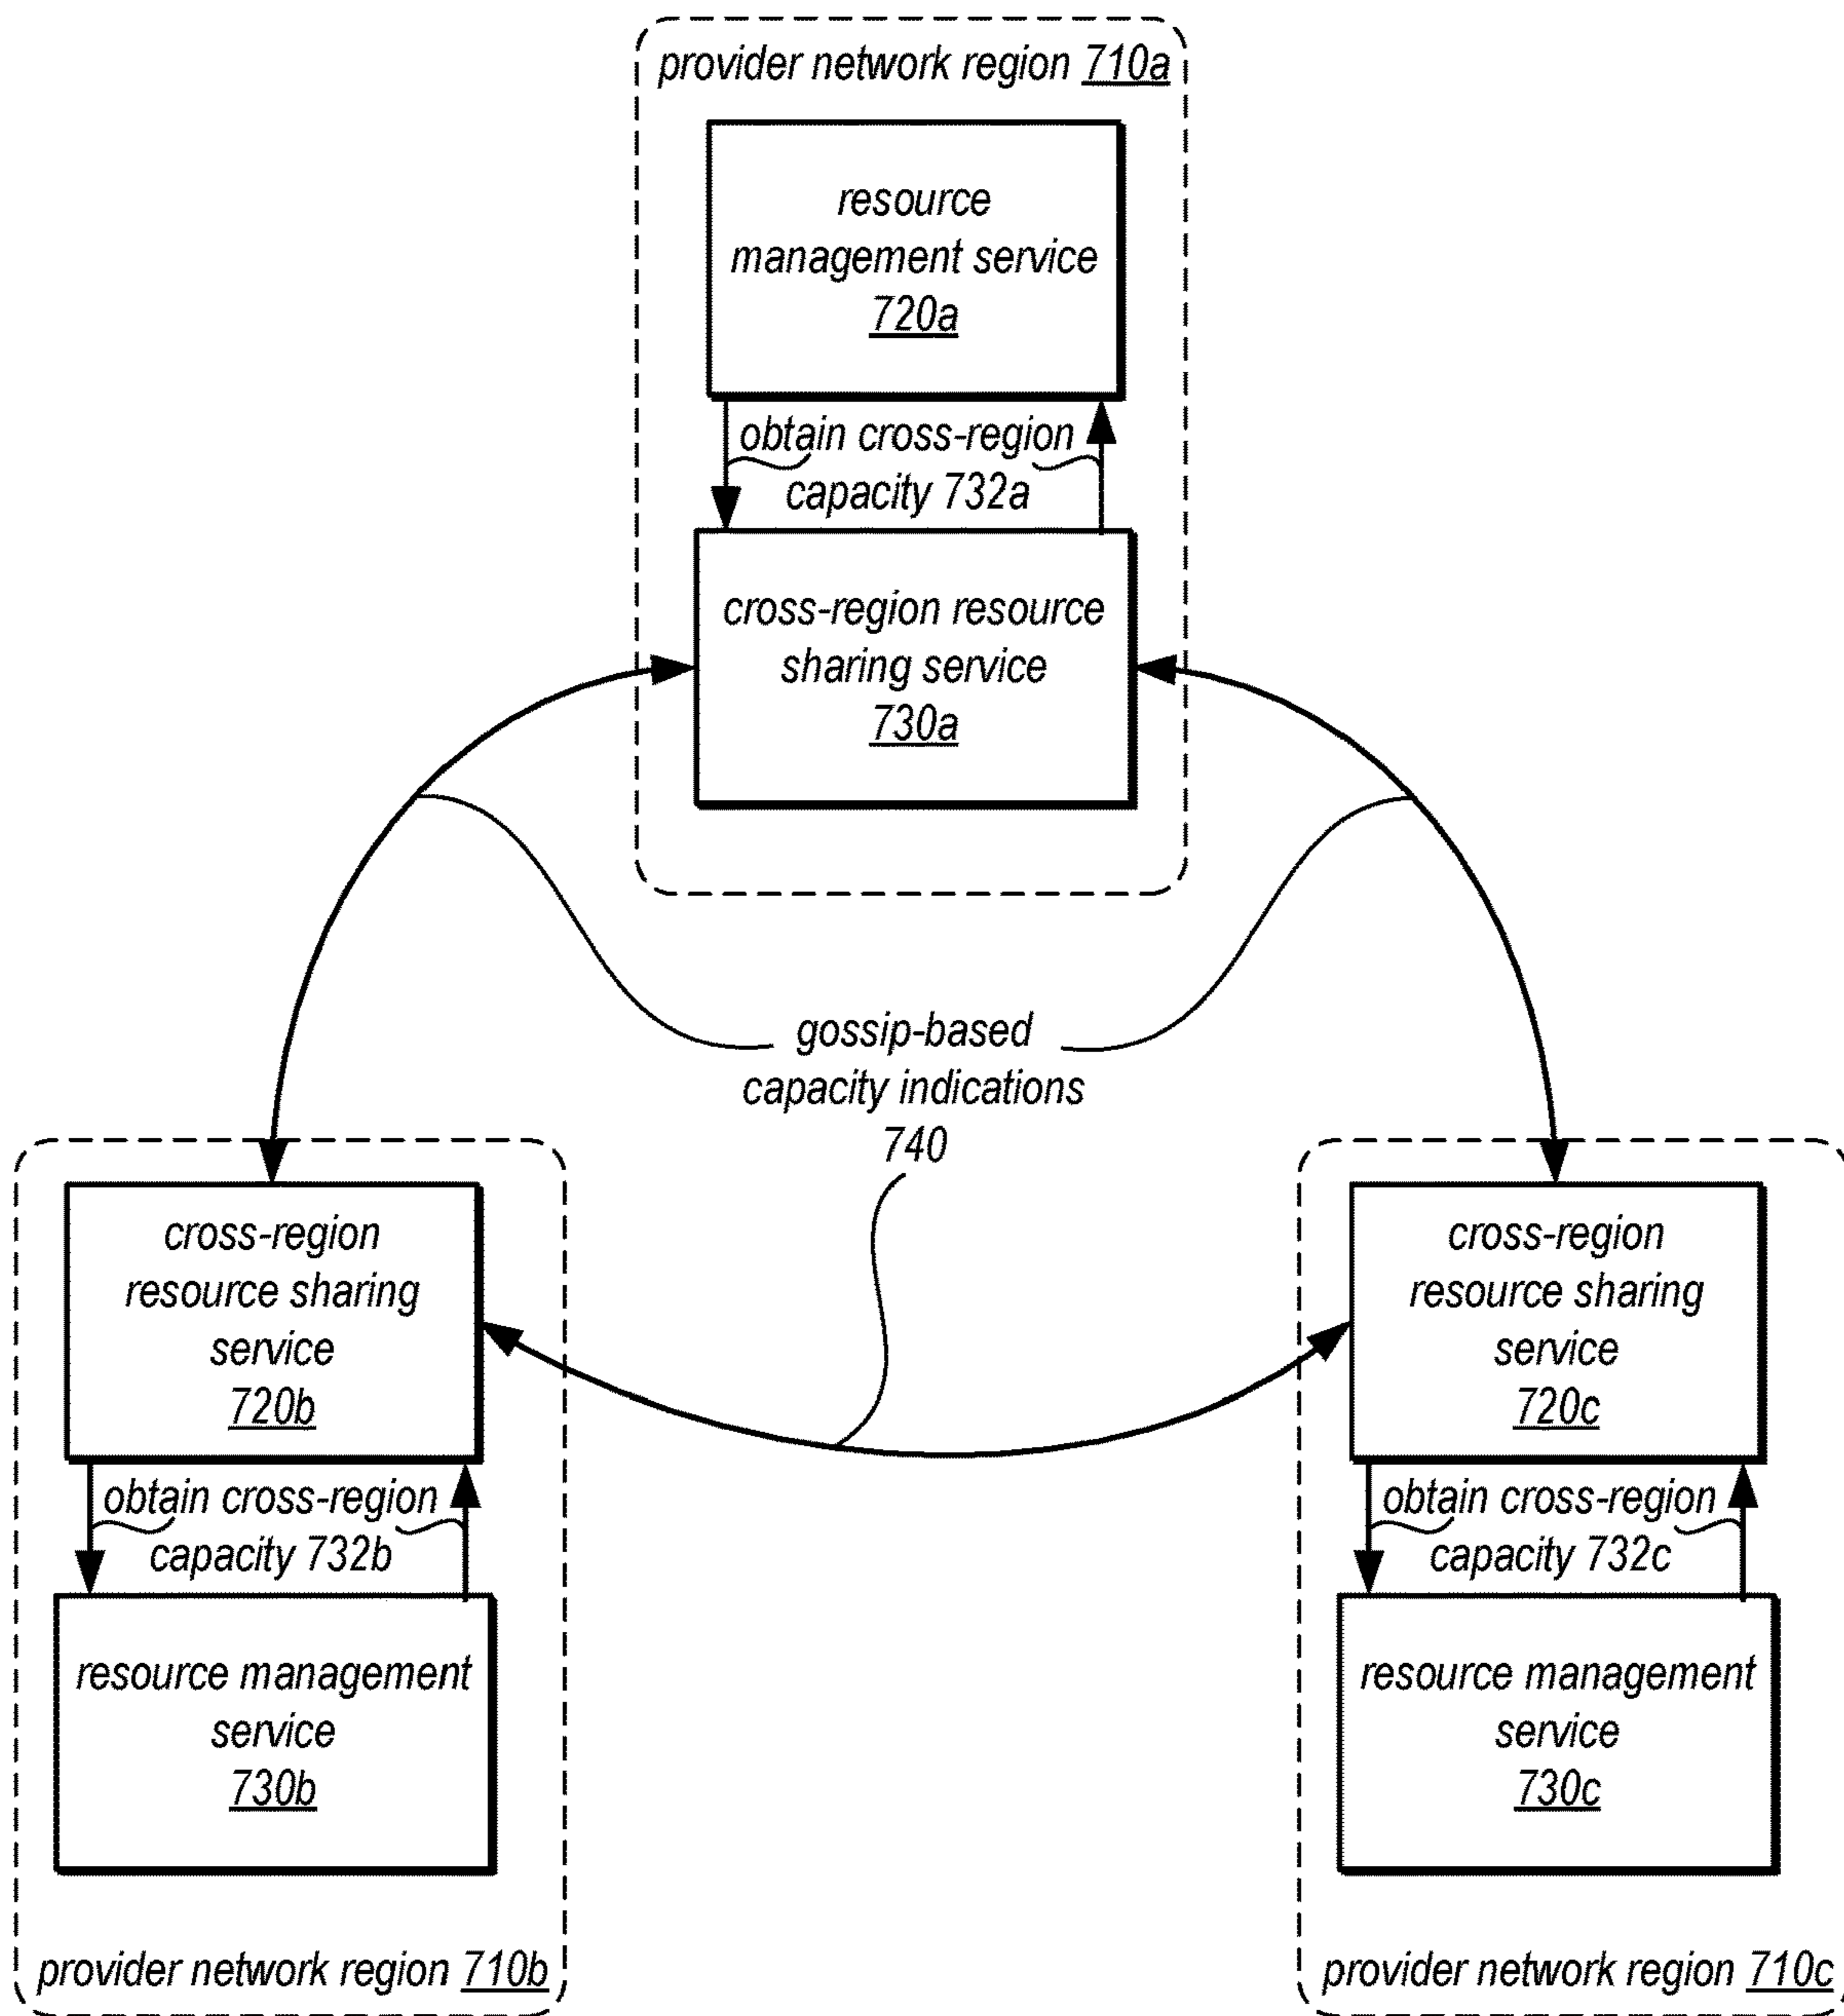 provider network region 710a
resource
management service
720a
obtain cross-region
capacity 732a
cross-region resource
sharing service
730a
gossip-based
capacity indications
740
cross-region
resource sharing
service
720b
obtain cross-region
capacity 732b
resource management
service
730b
provider network region 710b
cross-region
resource sharing
service
720c
obtain cross-region
capacity 732c
resource management
service
730c
provider network region 710c